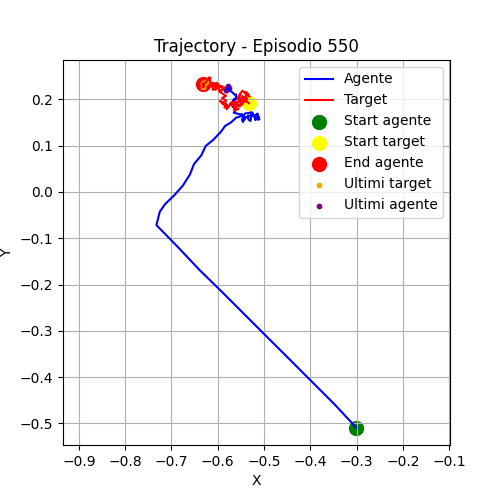 Trajectory - Episodio 550
Agente
Target
Start agente
Start target
End agente
Ultimi target
Ultimi agente
0.2
0.1
0.0
−0.1
−0.2
−0.3
−0.4
−0.5
Y
−0.9 −0.8 −0.7 −0.6 −0.5 −0.4 −0.3 −0.2 −0.1
X